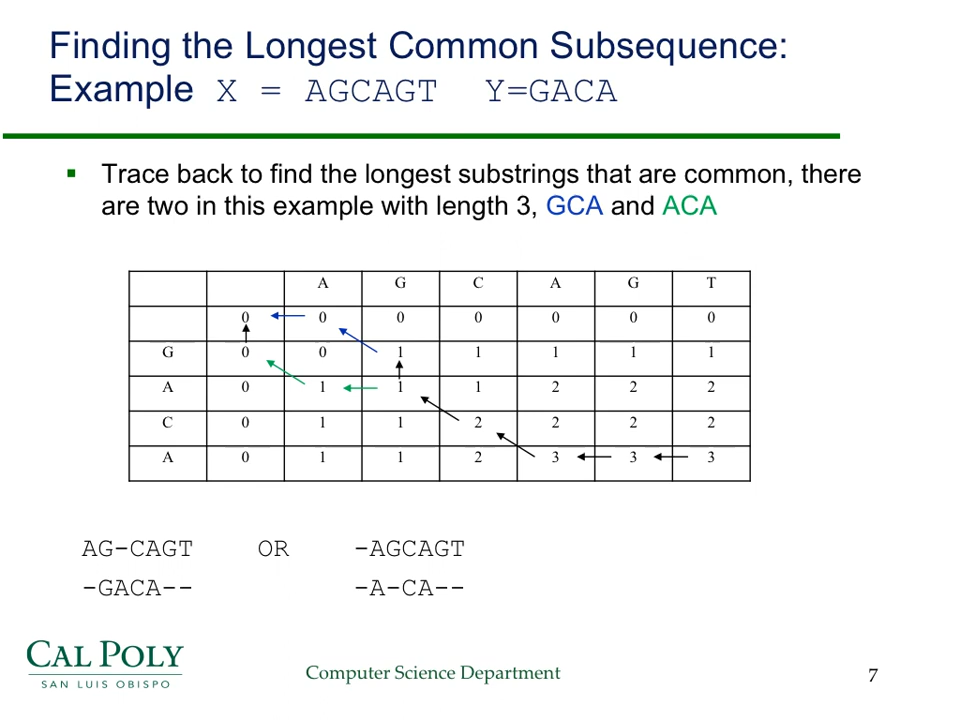 Finding the Longest Common Subsequence:
Example X = AGCAGT Y=GACA
▪ Trace back to find the longest substrings that are common, there
are two in this example with length 3, GCA and ACA
A G C A G T
0 0 0 0 0 0 0
G 0 0 1 1 1 1 1
A 0 1 1 1 2 2 2
C 0 1 1 2 2 2 2
A 0 1 1 2 3 3 3
AG-CAGT OR -AGCAGT
-GACA-- -A-CA--
CAL POLY
SAN LUIS OBISPO
Computer Science Department
7